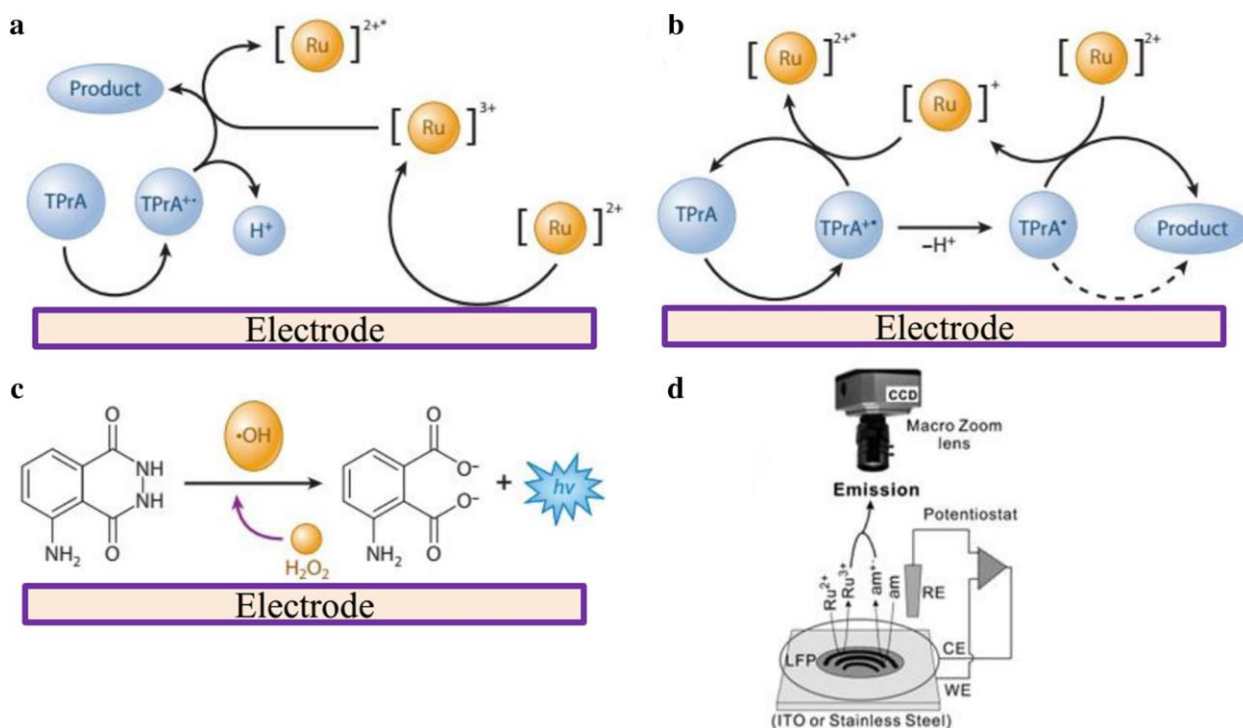 a
[Ru]²⁺*
Product
[Ru]³⁺
TPrA
TPrA⁺•
H⁺
[Ru]²⁺
Electrode
b
[Ru]²⁺*
[Ru]²⁺
[Ru]⁺
TPrA
TPrA⁺•
–H⁺
TPrA•
Product
Electrode
c
O
•OH
O
NH
O⁻
NH
O⁻
+
hv
NH₂
O
H₂O₂
NH₂
O
Electrode
d
CCD
Macro Zoom
lens
Emission
Potentiostat
Ru²⁺
Ru³⁺
am⁺·
am
RE
LFP
CE
WE
(ITO or Stainless Steel)